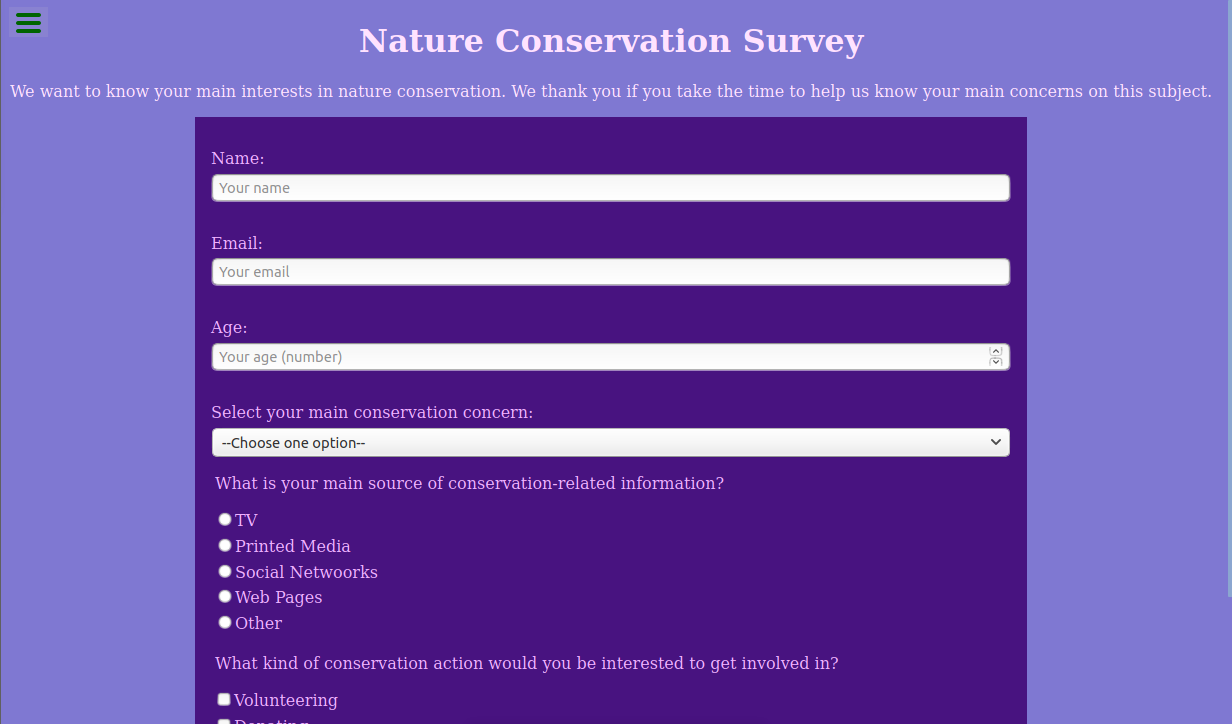 Nature Conservation Survey
We want to know your main interests in nature conservation. We thank you if you take the time to help us know your main concerns on this subject.
Name:
Your name
Email:
Your email
Age:
Your age (number)
Select your main conservation concern:
--Choose one option--
What is your main source of conservation-related information?
TV
Printed Media
Social Netwoorks
Web Pages
Other
What kind of conservation action would you be interested to get involved in?
Volunteering